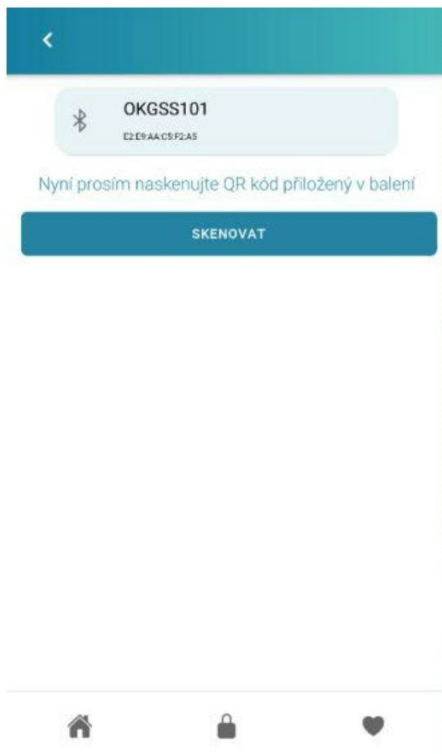 OKGSS101
E2:E9:AA:C5:F2:A5
Nyní prosím naskenujte QR kód přiložený v balení
SKENOVAT